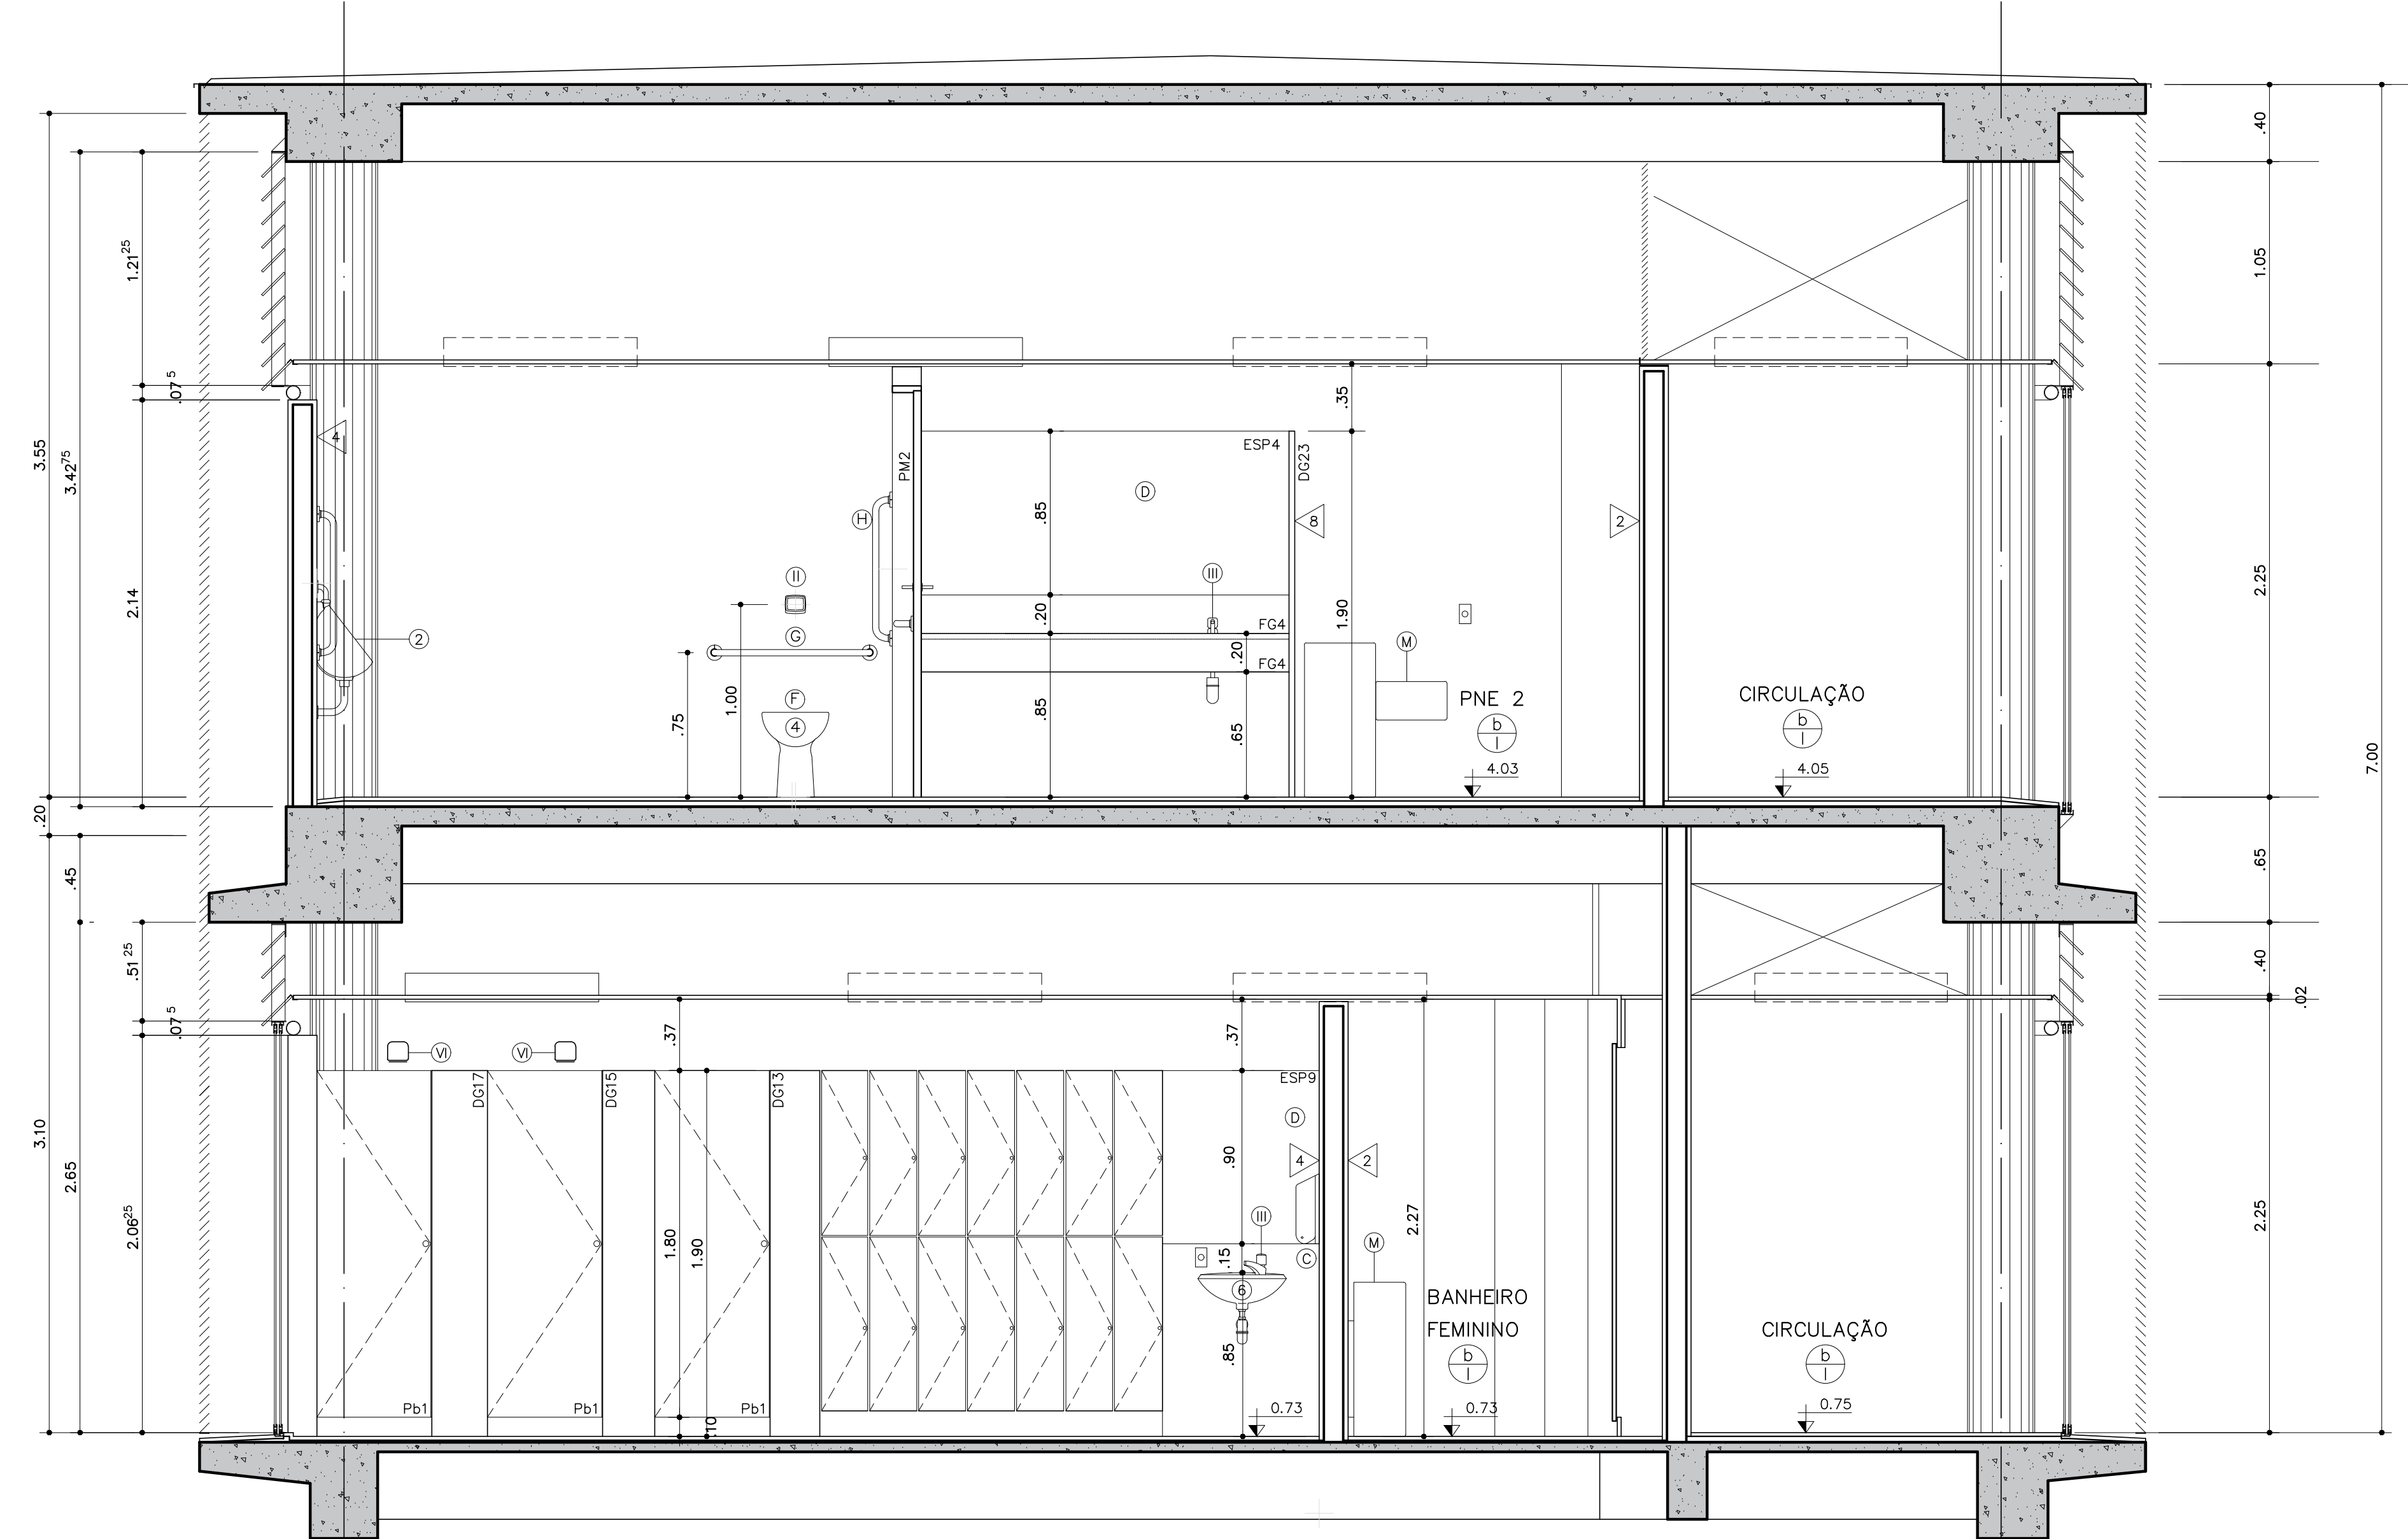 .40
1.21²⁵
1.05
.07⁵
.35
4
3.55
3.42⁷⁵
ESP4
PM2
DG23
D
.85
H
8
2
II
III
2.14
2.25
.20
1.90
FG4
G
2
.20
M
FG4
F
1.00
.75
4
.85
.65
PNE 2
b
I
CIRCULAÇÃO
b
I
7.00
4.03
4.05
.20
.45
.65
.51²⁵
.40
.02
.07⁵
.37
.37
VI
VI
DG17
DG15
DG13
ESP9
D
3.10
2.65
.90
4
2
2.06²⁵
2.27
2.25
III
1.80
1.90
.15
C
M
6
BANHEIRO
FEMININO
b
I
CIRCULAÇÃO
b
I
.85
Pb1
Pb1
Pb1
.10
0.73
0.73
0.75